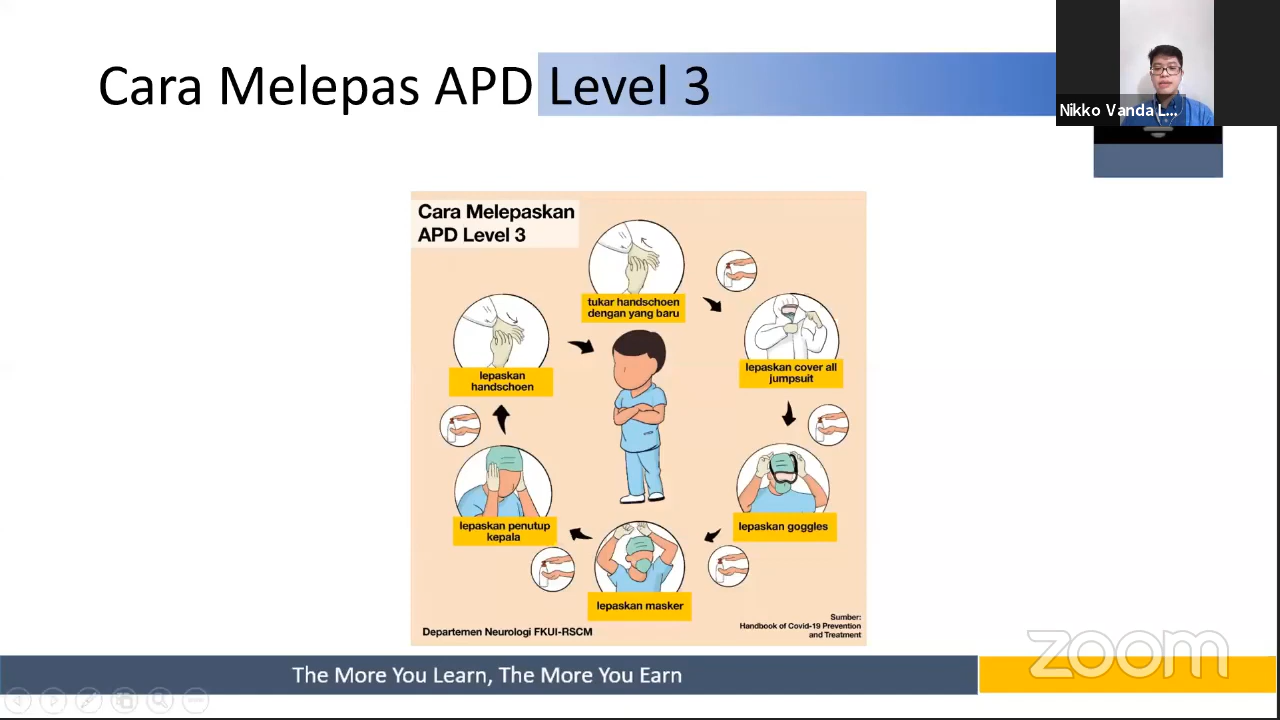 Cara Melepas APD Level 3
Nikko Vanda L...
Cara Melepaskan
APD Level 3
tukar handschoen
dengan yang baru
lepaskan cover all
jumpsuit
lepaskan goggles
lepaskan masker
lepaskan penutup
kepala
lepaskan
handschoen
Departemen Neurologi FKUI-RSCM
Sumber:
Handbook of Covid-19 Prevention
and Treatment
The More You Learn, The More You Earn
zoom